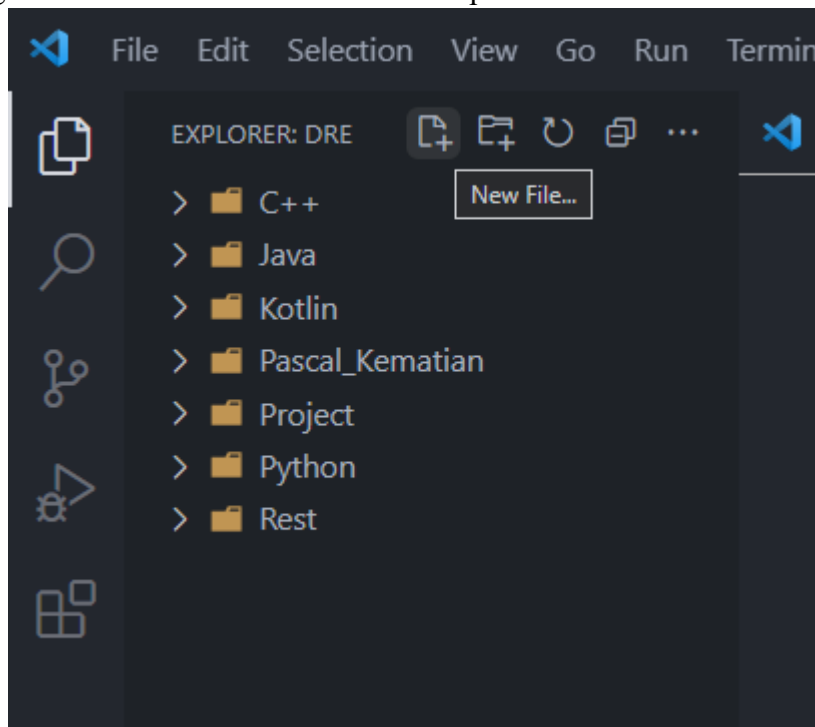 File Edit Selection View Go Run Termin
EXPLORER: DRE
New File...
C++
Java
Kotlin
Pascal_Kematian
Project
Python
Rest